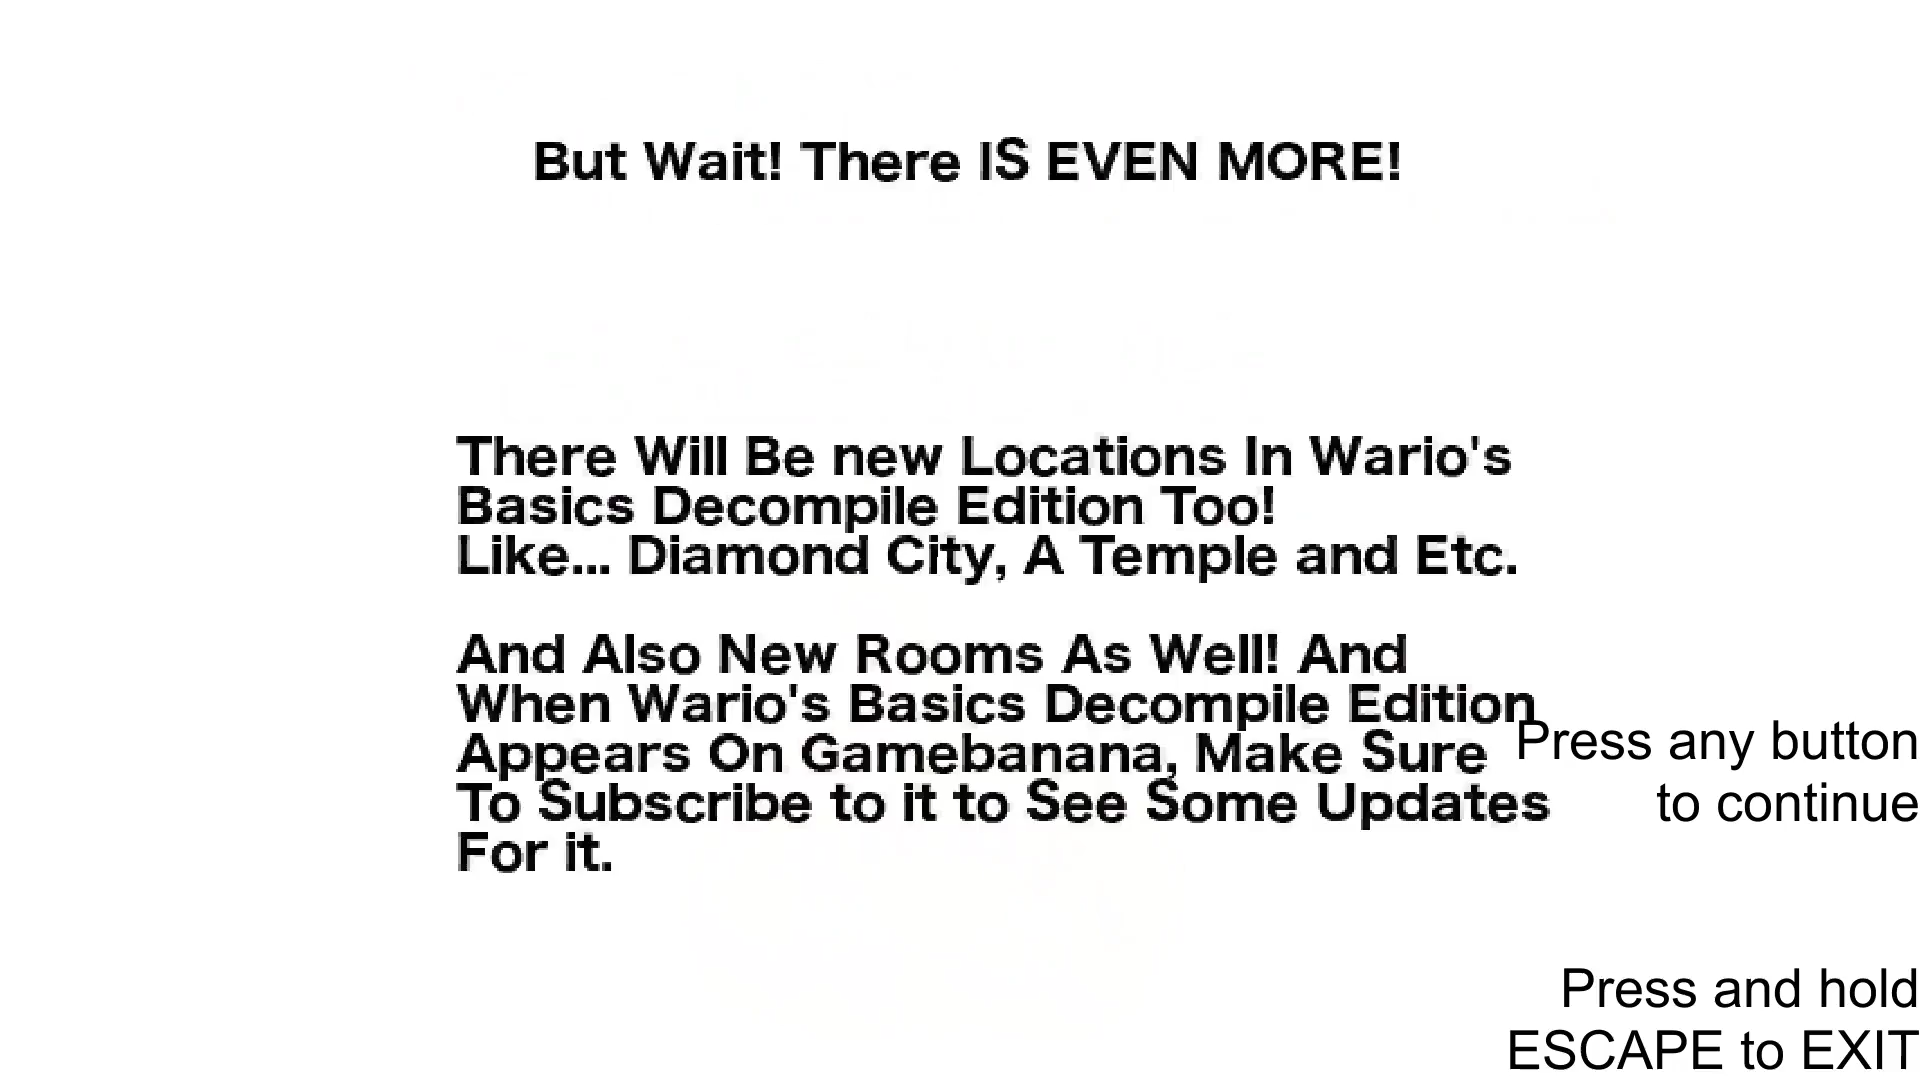 But Wait! There IS EVEN MORE!
There Will Be new Locations In Wario's
Basics Decompile Edition Too!
Like... Diamond City, A Temple and Etc.
And Also New Rooms As Well! And
When Wario's Basics Decompile Edition
Appears On Gamebanana, Make Sure
To Subscribe to it to See Some Updates
For it.
Press any button
to continue
Press and hold
ESCAPE to EXIT